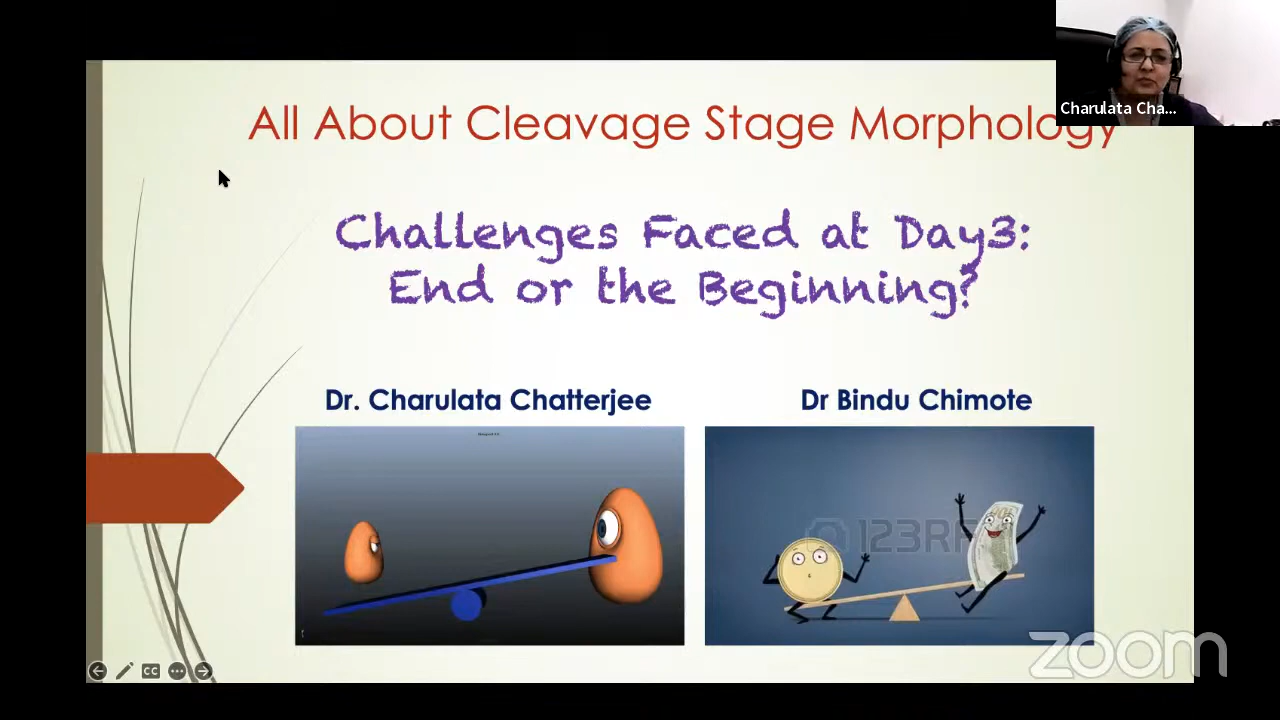 All About Cleavage Stage Morphology
Charulata Cha...
Challenges Faced at Day3:
End or the Beginning?
Dr. Charulata Chatterjee
Dr Bindu Chimote
123RF
CC
zoom